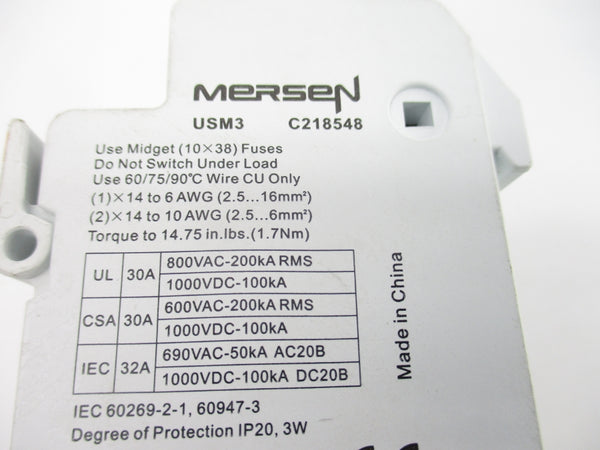 MERSEN
USM3 C218548
Use Midget (10×38) Fuses
Do Not Switch Under Load
Use 60/75/90℃ Wire CU Only
(1)×14 to 6 AWG (2.5...16mm²)
(2)×14 to 10 AWG (2.5...6mm²)
Torque to 14.75 in.lbs.(1.7Nm)
UL 30A 800VAC-200kA RMS
1000VDC-100kA
CSA 30A 600VAC-200kA RMS
1000VDC-100kA
IEC 32A 690VAC-50kA AC20B
1000VDC-100kA DC20B
IEC 60269-2-1, 60947-3
Degree of Protection IP20, 3W
Made in China